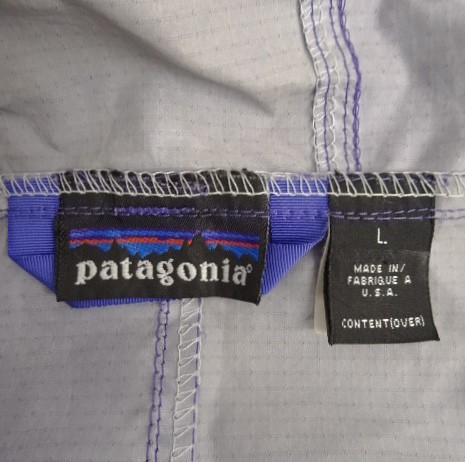 patagonia®
L.
MADE IN/
FABRIQUE A
U.S.A.
CONTENT(OVER)